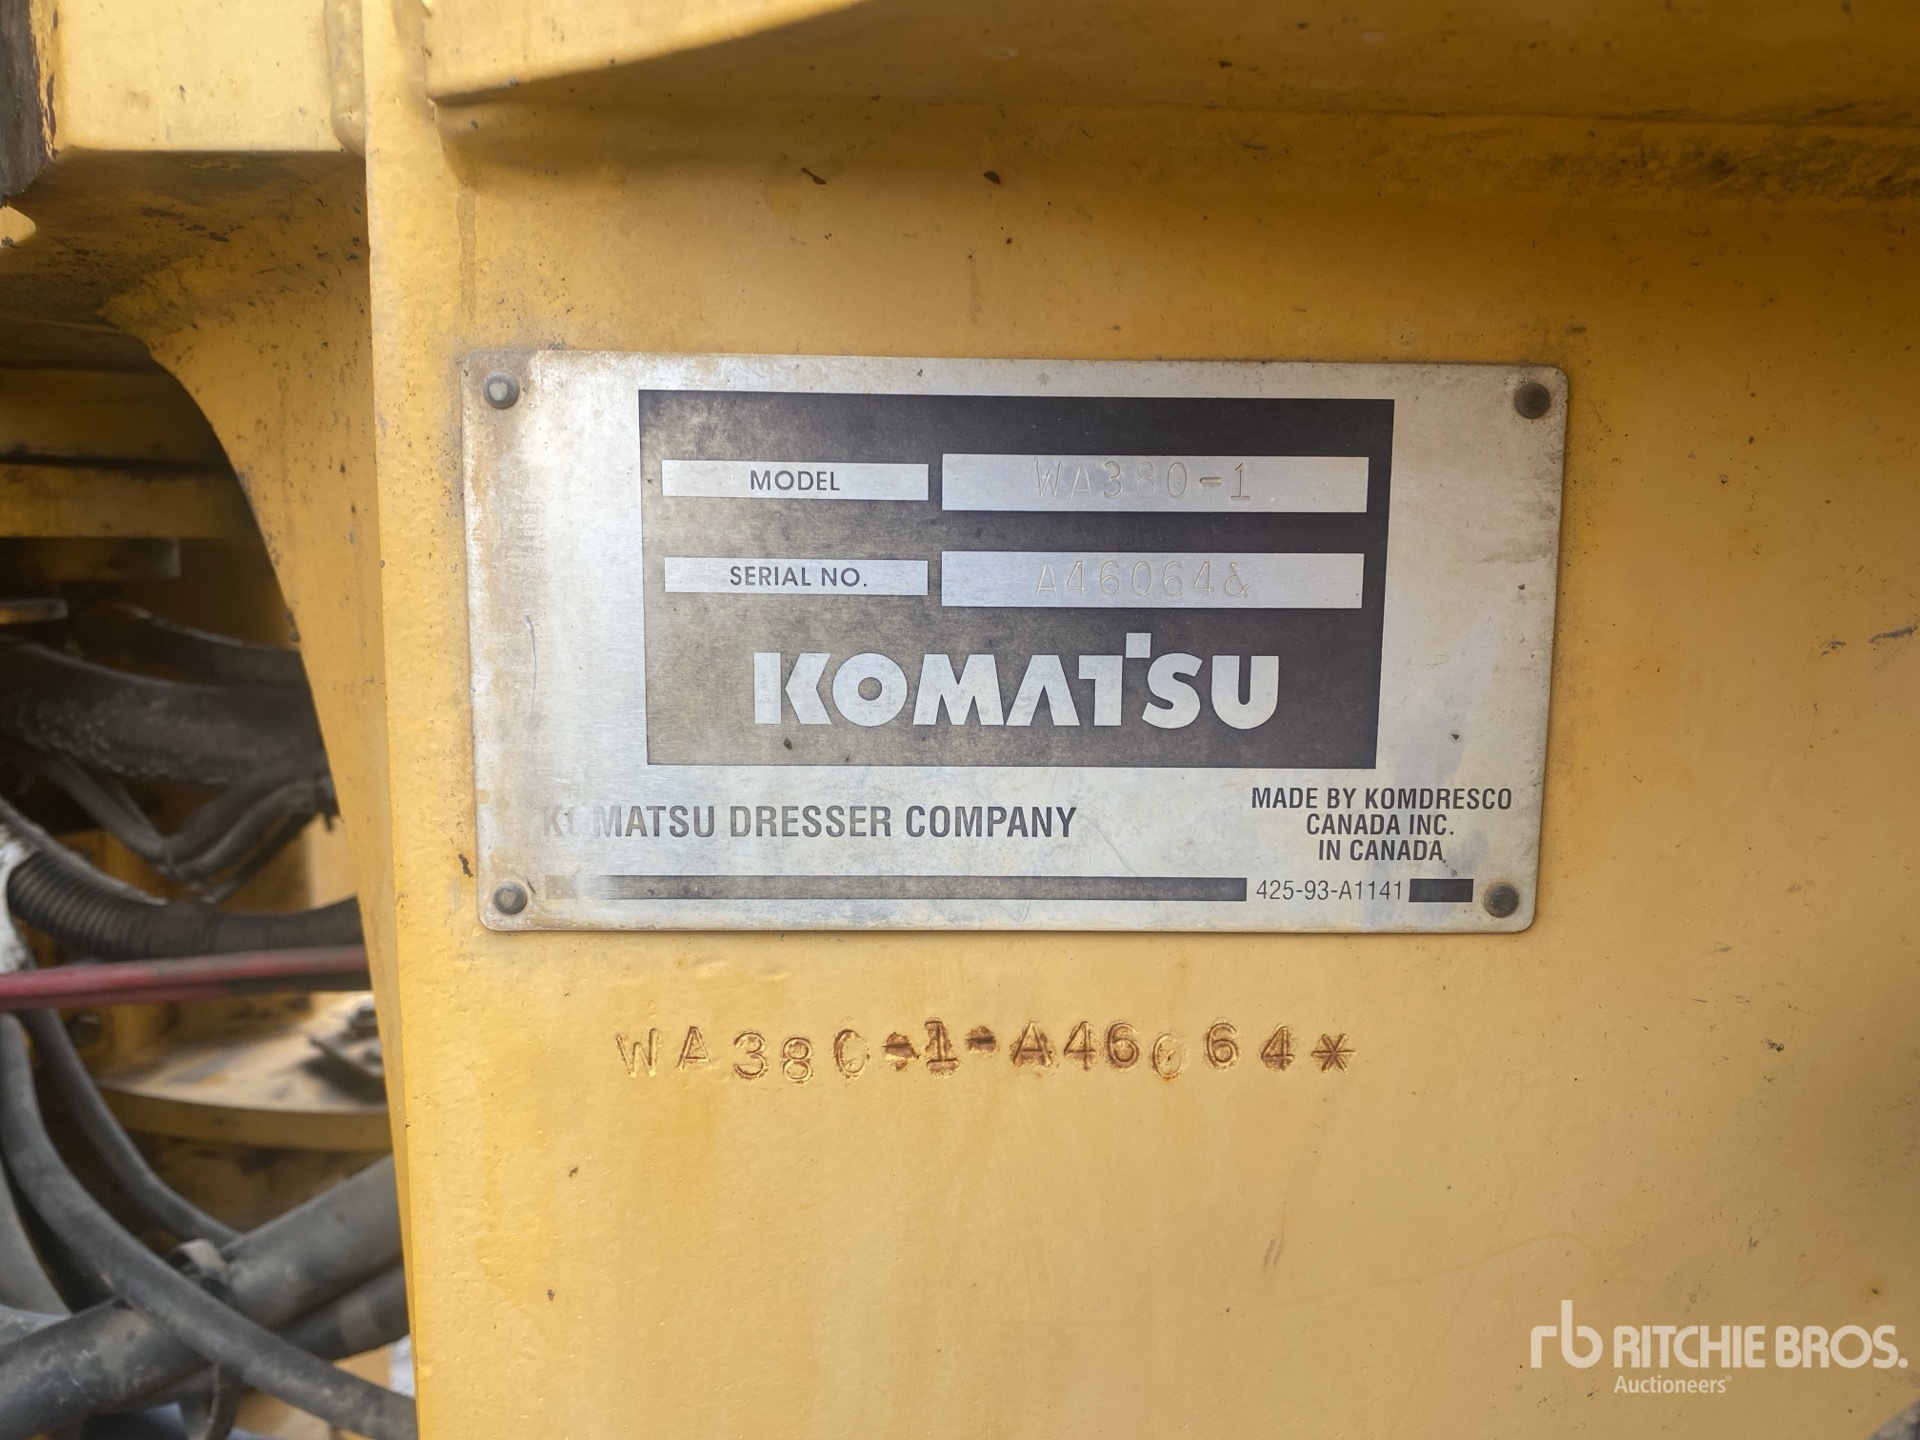 MODEL WA380-1
SERIAL NO. A46064&
KOMATSU
KOMATSU DRESSER COMPANY
MADE BY KOMDRESCO
CANADA INC.
IN CANADA
425-93-A1141
WA380-1-A46064*
rb RITCHIE BROS.
Auctioneers